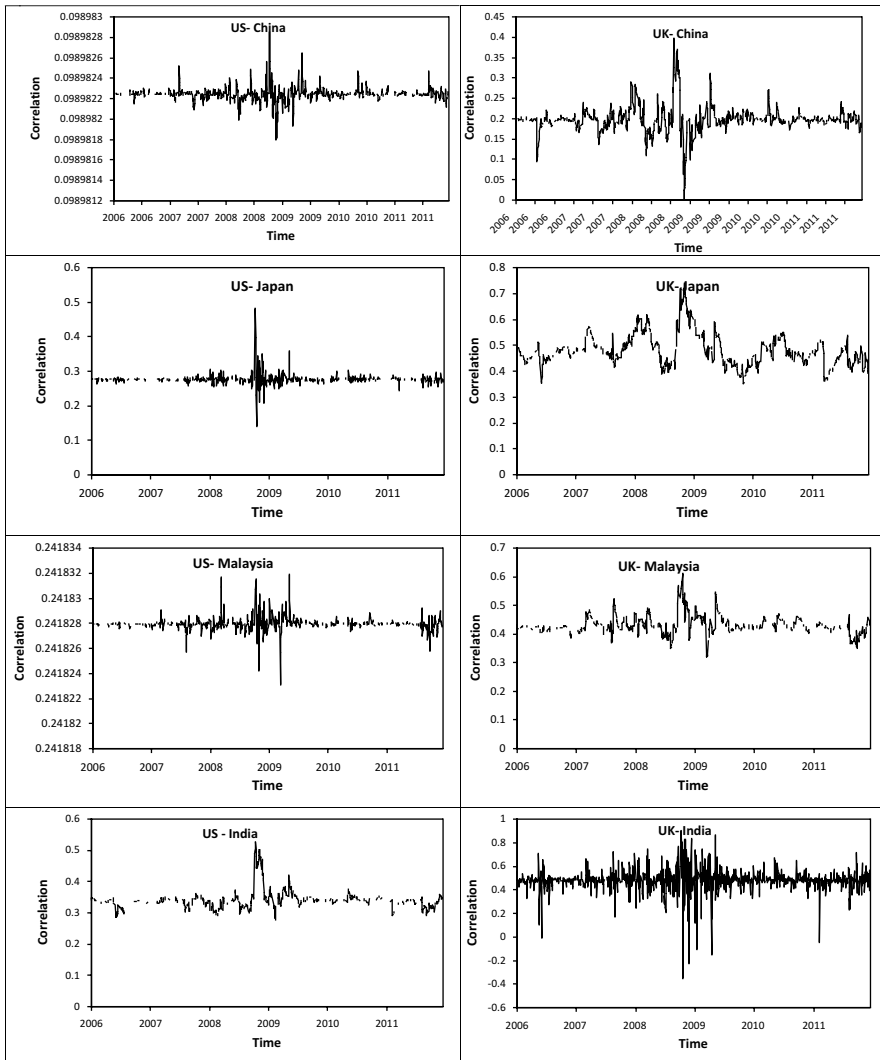 US- China
Correlation
0.098983
0.0989828
0.0989826
0.0989824
0.0989822
0.098982
0.0989818
0.0989816
0.0989814
0.0989812
2006 2006 2007 2007 2008 2008 2009 2009 2010 2010 2011 2011
Time
UK- China
Correlation
0.45
0.4
0.35
0.3
0.25
0.2
0.15
0.1
0.05
0
2006 2006 2006 2007 2007 2007 2008 2008 2008 2009 2009 2009 2010 2010 2010 2011 2011 2011
Time
US- Japan
Correlation
0.6
0.5
0.4
0.3
0.2
0.1
0
2006 2007 2008 2009 2010 2011
Time
UK- Japan
Correlation
0.8
0.7
0.6
0.5
0.4
0.3
0.2
0.1
0
2006 2007 2008 2009 2010 2011
Time
US- Malaysia
Correlation
0.241834
0.241832
0.24183
0.241828
0.241826
0.241824
0.241822
0.24182
0.241818
2006 2007 2008 2009 2010 2011
Time
UK- Malaysia
Correlation
0.7
0.6
0.5
0.4
0.3
0.2
0.1
0
2006 2007 2008 2009 2010 2011
Time
US - India
Correlation
0.6
0.5
0.4
0.3
0.2
0.1
0
2006 2007 2008 2009 2010 2011
Time
UK- India
Correlation
1
0.8
0.6
0.4
0.2
0
-0.2
-0.4
-0.6
2006 2007 2008 2009 2010 2011
Time